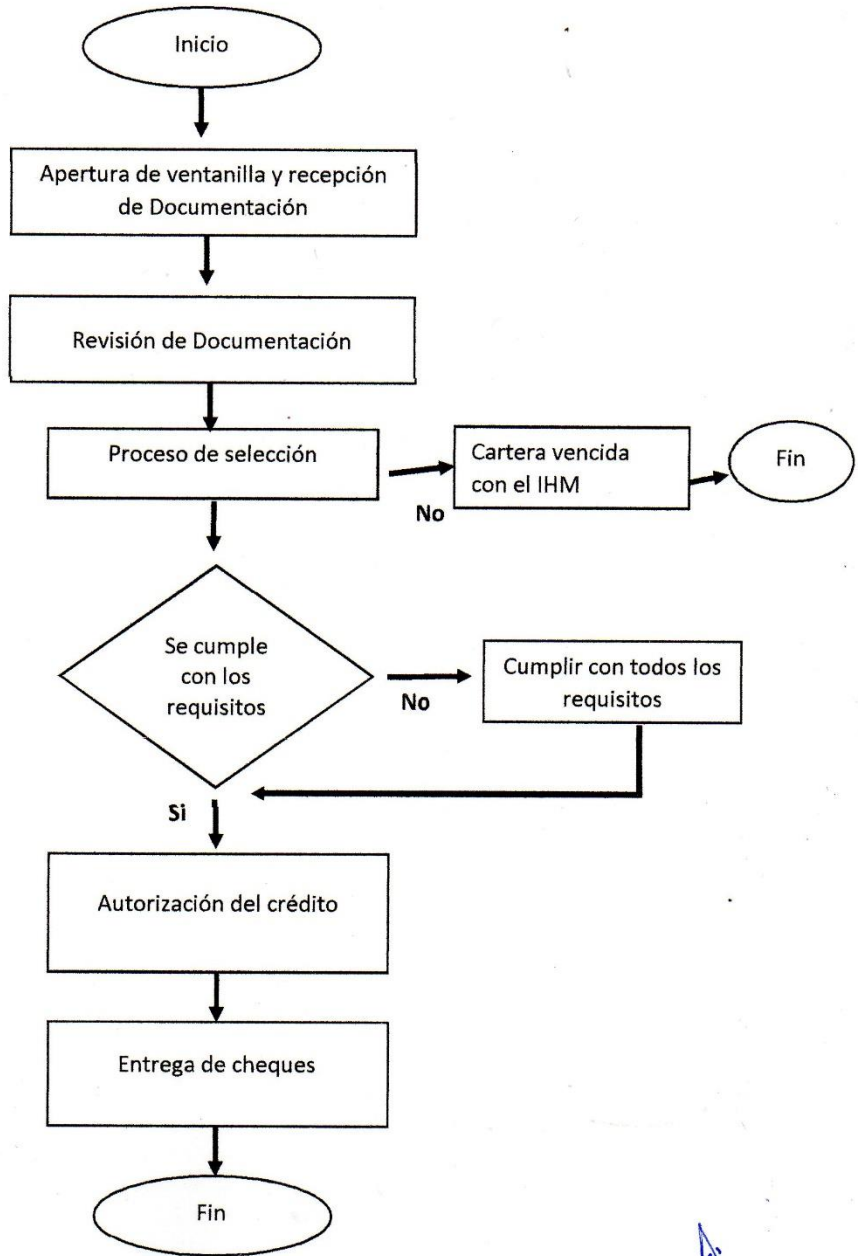 Inicio
Apertura de ventanilla y recepción
de Documentación
Revisión de Documentación
Proceso de selección
No
Cartera vencida
con el IHM
Fin
Se cumple
con los
requisitos
No
Cumplir con todos los
requisitos
Si
Autorización del crédito
Entrega de cheques
Fin